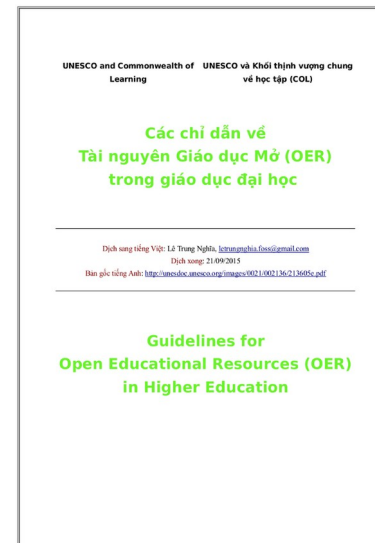 UNESCO and Commonwealth of Learning
UNESCO và Khối thịnh vượng chung về học tập (COL)
Các chỉ dẫn về
Tài nguyên Giáo dục Mở (OER)
trong giáo dục đại học
Dịch sang tiếng Việt: Lê Trung Nghĩa, letrungnghia.foss@gmail.com
Dịch xong: 21/09/2015
Bản gốc tiếng Anh: http://unesdoc.unesco.org/images/0021/002136/213605e.pdf
Guidelines for
Open Educational Resources (OER)
in Higher Education